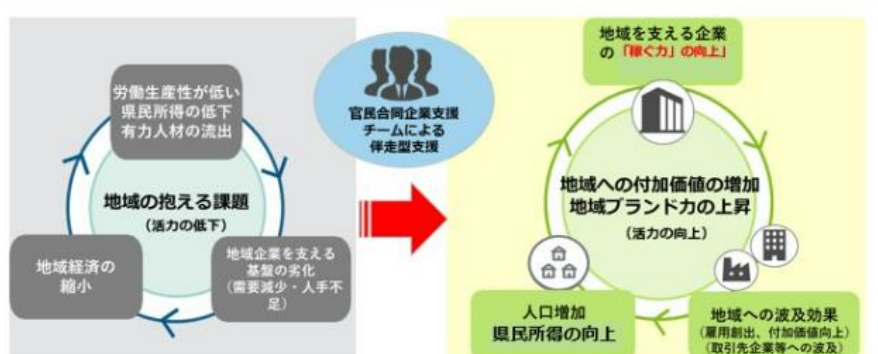 労働生産性が低い
県民所得の低下
有力人材の流出
地域の抱える課題
（活力の低下）
地域経済の
縮小
地域企業を支える
基盤の劣化
（需要減少・人手不
足）
官民合同企業支援
チームによる
伴走型支援
地域を支える企業
の「稼ぐ力」の向上」
地域への付加価値の増加
地域ブランド力の上昇
（活力の向上）
人口増加
県民所得の向上
地域への波及効果
（雇用創出、付加価値向上）
（取引先企業等への波及）